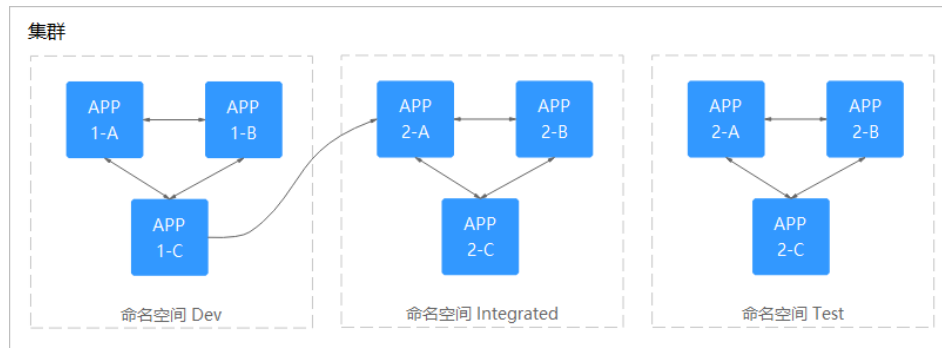 集群
APP
1-A
APP
1-B
APP
1-C
命名空间 Dev
APP
2-A
APP
2-B
APP
2-C
命名空间 Integrated
APP
2-A
APP
2-B
APP
2-C
命名空间 Test